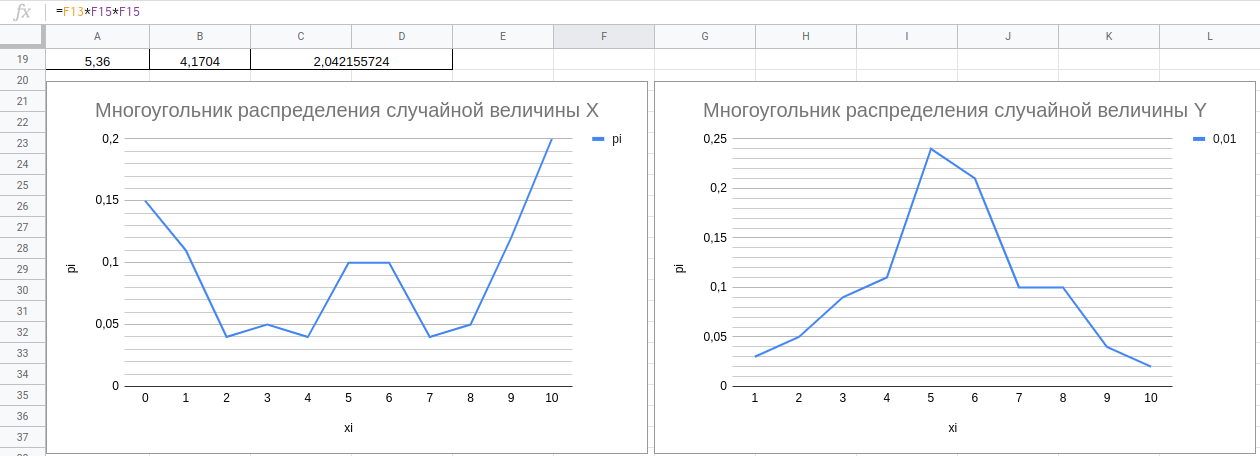 fx =F13*F15*F15
A B C D E F G H I J K L
19 5,36 4,1704 2,042155724
20
21
22
23
24
25
26
27
28
29
30
31
32
33
34
35
36
37
Многоугольник распределения случайной величины X
pi
0,2
0,15
0,1
0,05
0
pi
0 1 2 3 4 5 6 7 8 9 10
xi
Многоугольник распределения случайной величины Y
0,01
0,25
0,2
0,15
0,1
0,05
0
pi
1 2 3 4 5 6 7 8 9 10
xi